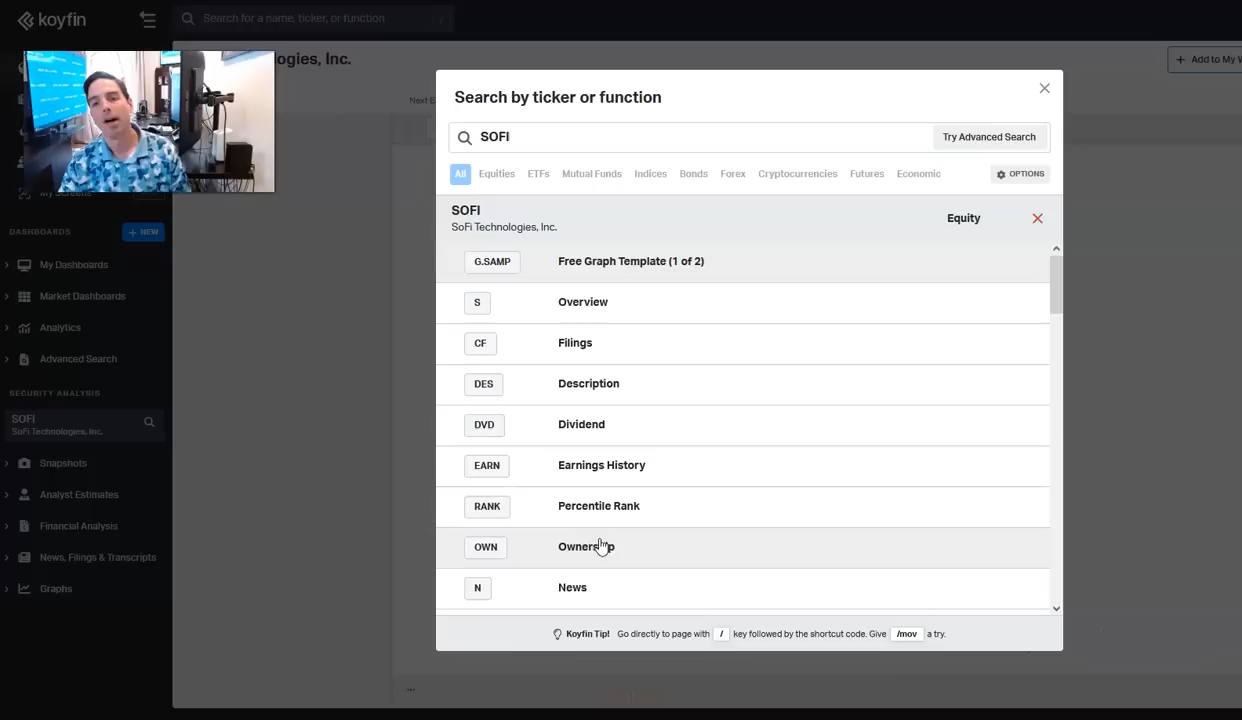 koyfin
Search for a name, ticker, or function
/
Technologies, Inc.
+ Add to My W
Next E
Search by ticker or function
SOFI
Try Advanced Search
All Equities ETFs Mutual Funds Indices Bonds Forex Cryptocurrencies Futures Economic
OPTIONS
SOFI
SoFi Technologies, Inc.
Equity
G.SAMP Free Graph Template (1 of 2)
S Overview
CF Filings
DES Description
DVD Dividend
EARN Earnings History
RANK Percentile Rank
OWN Ownership
N News
Koyfin Tip! Go directly to page with / key followed by the shortcut code. Give /mov a try.
My Screens
DASHBOARDS
+ NEW
My Dashboards
Market Dashboards
Analytics
Advanced Search
SECURITY ANALYSIS
SOFI
SoFi Technologies, Inc.
Snapshots
Analyst Estimates
Financial Analysis
News, Filings & Transcripts
Graphs
...